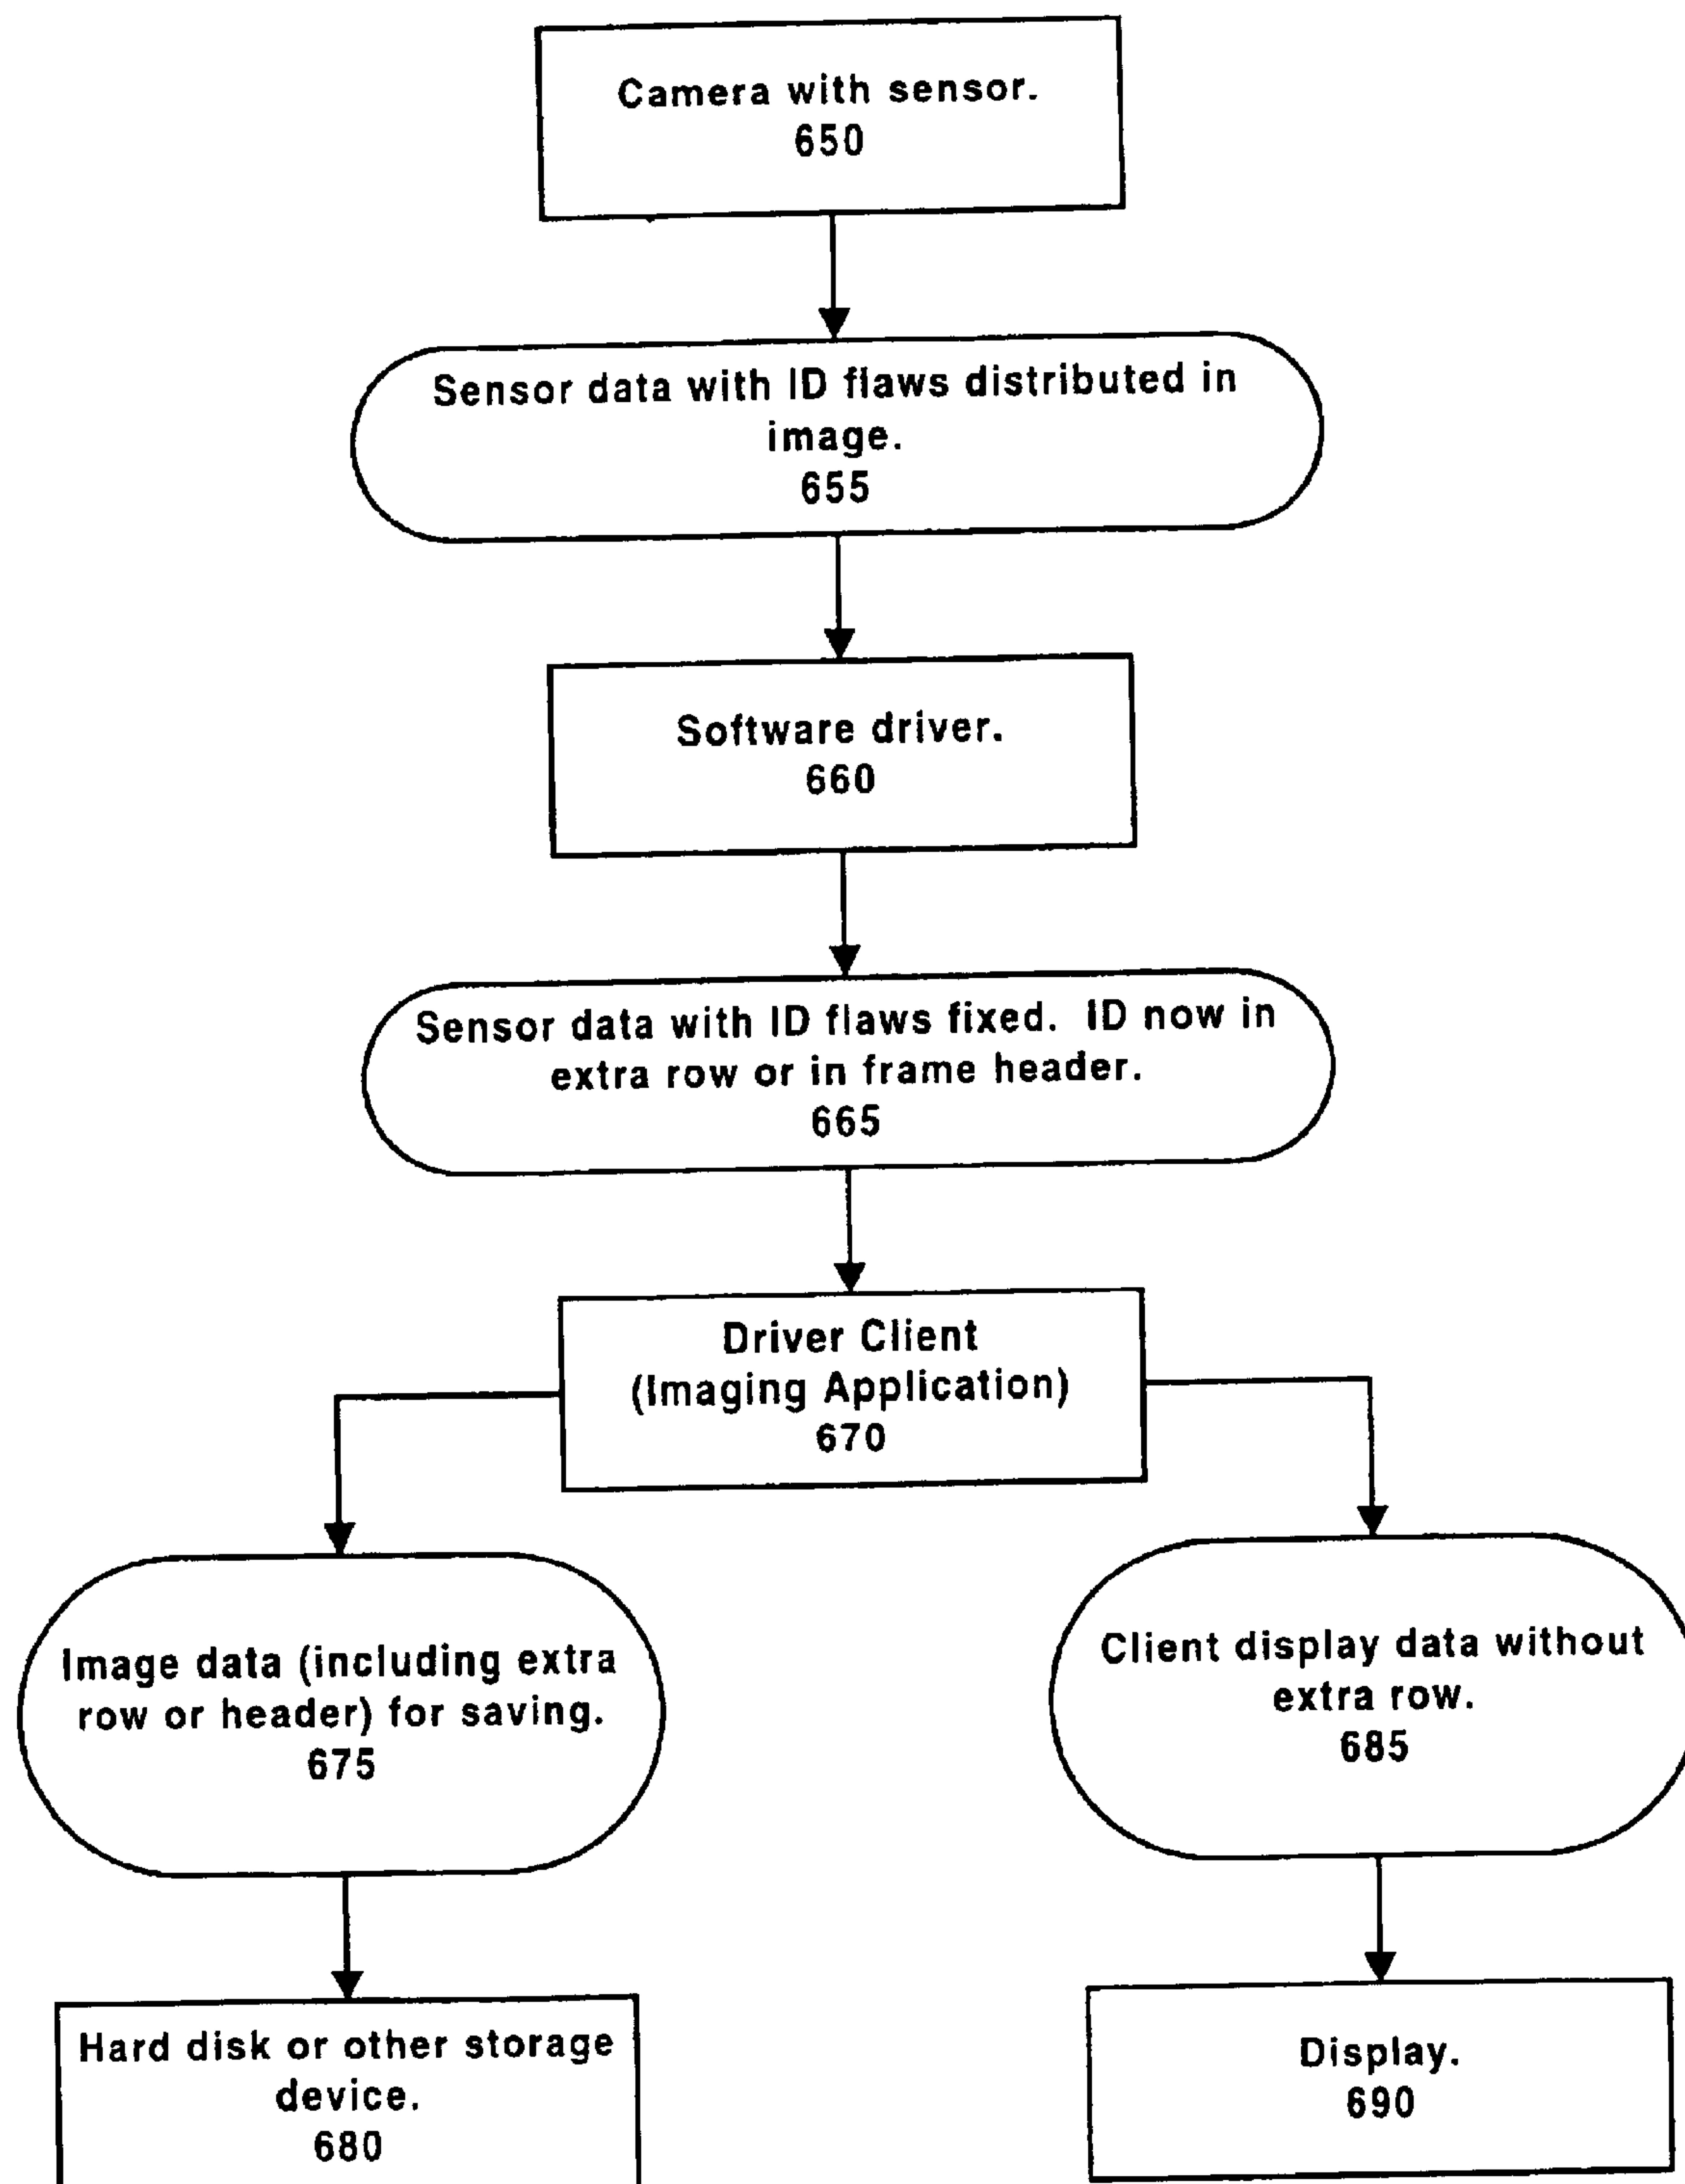 Camera with sensor.
650
Sensor data with ID flaws distributed in
image.
655
Software driver.
660
Sensor data with ID flaws fixed. ID now in
extra row or in frame header.
665
Driver Client
(Imaging Application)
670
Image data (including extra
row or header) for saving.
675
Client display data without
extra row.
685
Hard disk or other storage
device.
680
Display.
690